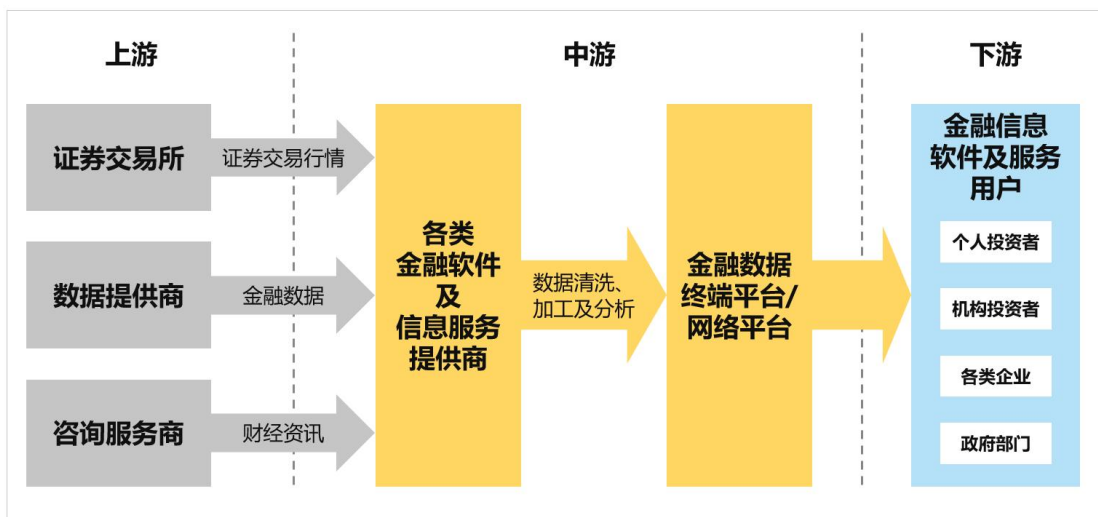 上游
中游
下游
证券交易所
证券交易行情
数据提供商
金融数据
咨询服务商
财经资讯
各类
金融软件
及
信息服务
提供商
数据清洗、
加工及分析
金融数据
终端平台/
网络平台
金融信息
软件及服务
用户
个人投资者
机构投资者
各类企业
政府部门